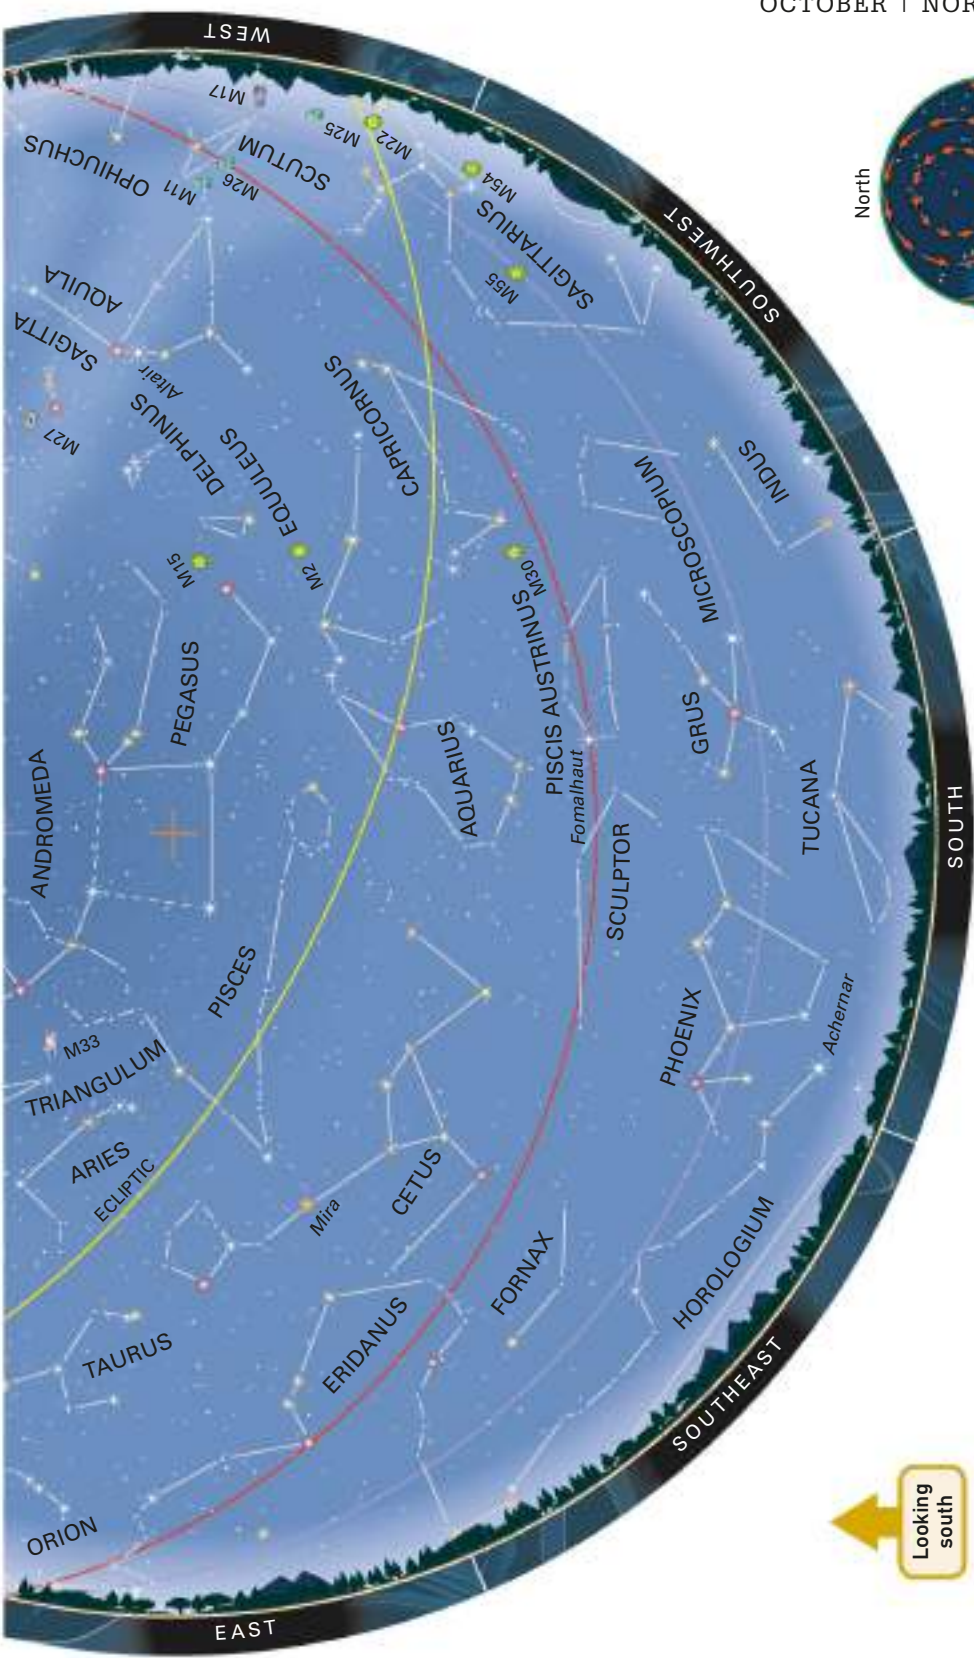 OCTOBER | NOR
WEST
M17
OPHIUCHUS
SCUTUM
M25
M22
M11
M26
M54
SAGITTARIUS
SOUTHWEST
North
AQUILA
SAGITTA
M55
Altair
M27
DELPHINUS
EQUULEUS
CAPRICORNUS
MICROSCOPIUM
INDUS
M15
M2
M30
PEGASUS
PISCIS AUSTRINUS
GRUS
ANDROMEDA
AQUARIUS
Fomalhaut
TUCANA
SOUTH
SCULPTOR
PISCES
PHOENIX
Achernar
M33
TRIANGULUM
ARIES
ECLIPTIC
Mira
CETUS
FORNAX
HOROLOGIUM
TAURUS
ERIDANUS
SOUTHEAST
ORION
Looking
south
EAST